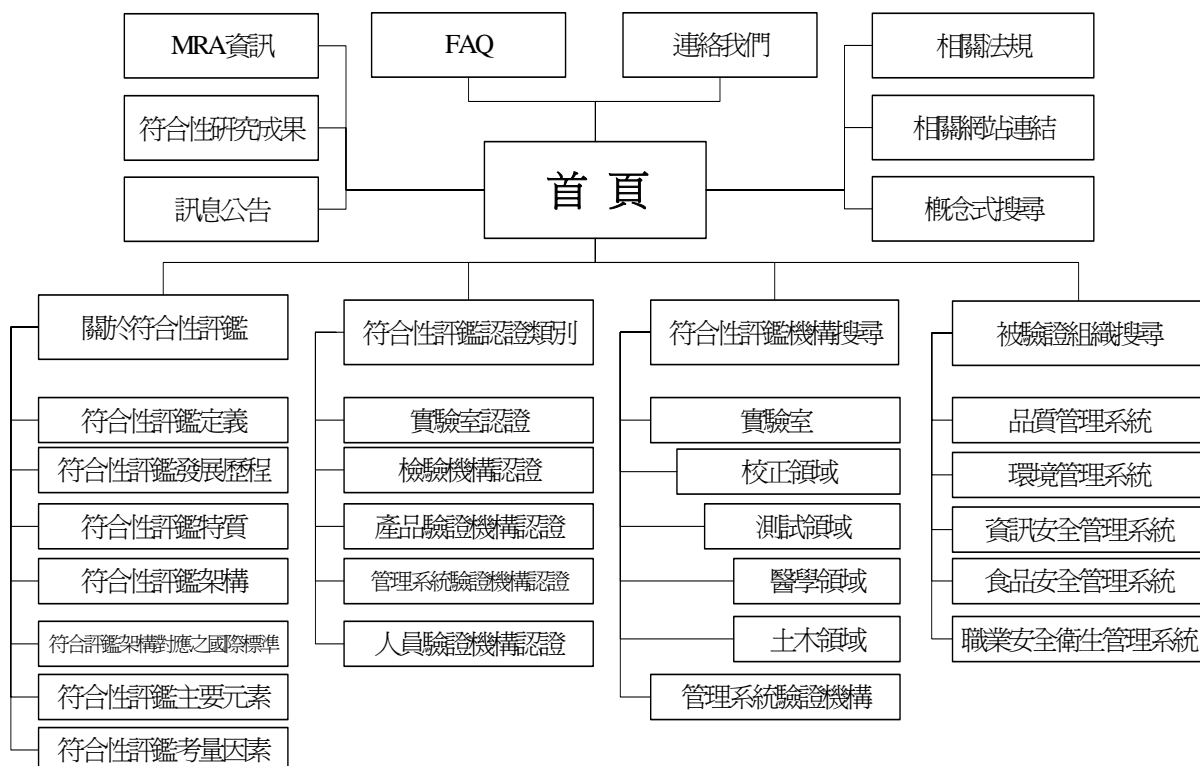 MRA資訊
FAQ
連絡我們
相關法規
符合性研究成果
相關網站連結
首 頁
訊息公告
概念式搜尋
關於符合性評鑑
符合性評鑑定義
符合性評鑑發展歷程
符合性評鑑特質
符合性評鑑架構
符合評鑑架構對應之國際標準
符合性評鑑主要元素
符合性評鑑考量因素
符合性評鑑認證類別
實驗室認證
檢驗機構認證
產品驗證機構認證
管理系統驗證機構認證
人員驗證機構認證
符合性評鑑機構搜尋
實驗室
校正領域
測試領域
醫學領域
土木領域
管理系統驗證機構
被驗證組織搜尋
品質管理系統
環境管理系統
資訊安全管理系統
食品安全管理系統
職業安全衛生管理系統